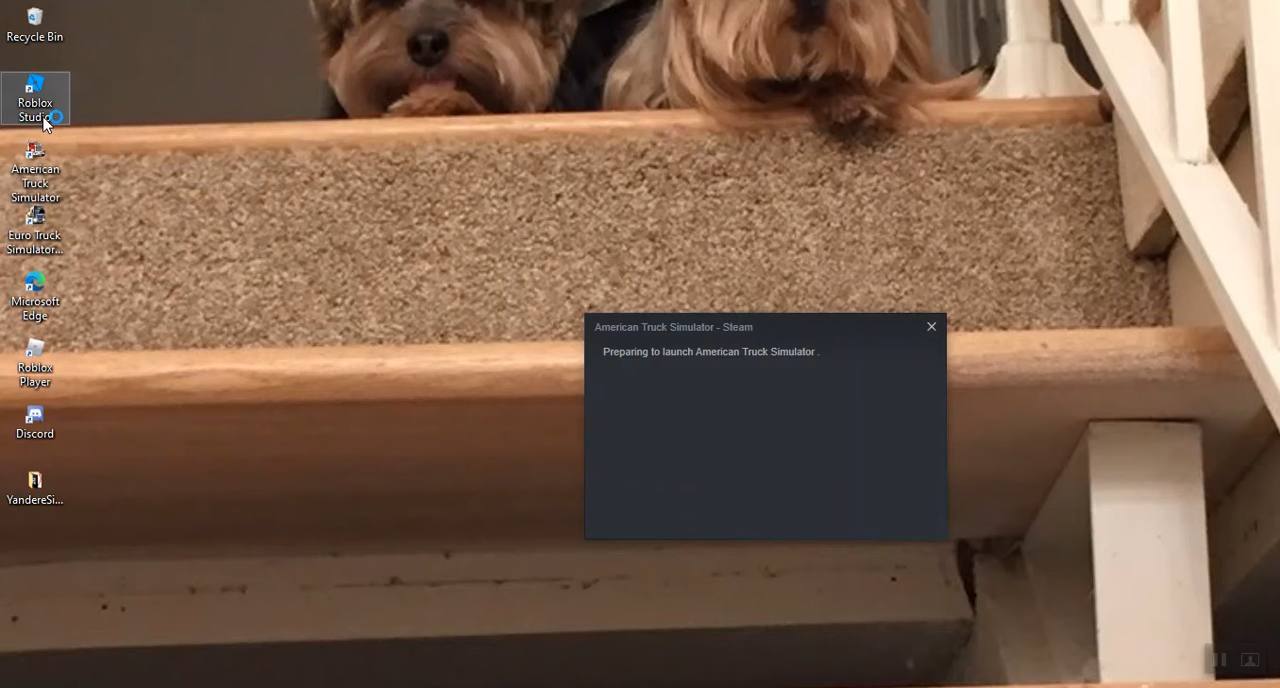 Recycle Bin
Roblox
Studio
American
Truck
Simulator
Euro Truck
Simulator...
Microsoft
Edge
Roblox
Player
Discord
YandereSi...
American Truck Simulator - Steam
Preparing to launch American Truck Simulator .